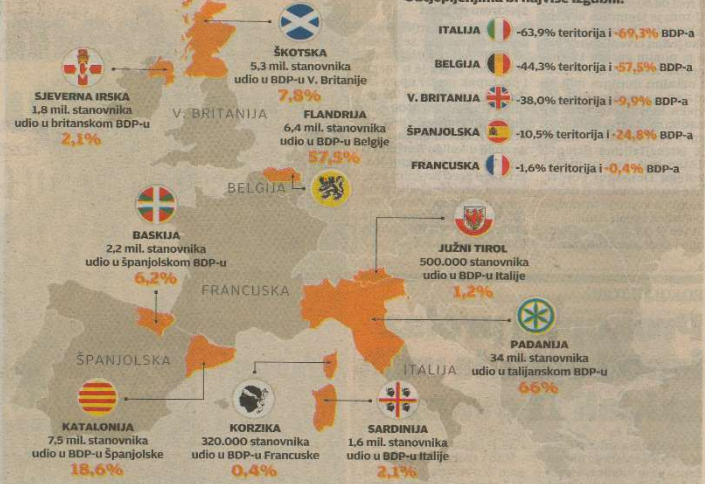 ŠKOTSKA
5,3 mil. stanovnika
udio u BDP-u V. Britanije
7,8%
SJEVERNA IRSKA
1,8 mil. stanovnika
udio u britanskom BDP-u
2,1%
V. BRITANIJA
FLANDRIJA
6,4 mil. stanovnika
udio u BDP-u Belgije
57,5%
BELGIJA
ITALIJA -63,9% teritorija i -69,3% BDP-a
BELGIJA -44,3% teritorija i -57,5% BDP-a
V. BRITANIJA -38,0% teritorija i -9,9% BDP-a
ŠPANJOLSKA -10,5% teritorija i -24,8% BDP-a
FRANCUSKA -1,6% teritorija i -0,4% BDP-a
BASKIJA
2,2 mil. stanovnika
udio u španjolskom BDP-u
6,2%
FRANCUSKA
JUŽNI TIROL
500.000 stanovnika
udio u BDP-u Italije
1,2%
PADANIJA
34 mil. stanovnika
udio u talijanskom BDP-u
66%
ŠPANJOLSKA
ITALIJA
KATALONIJA
7,5 mil. stanovnika
udio u BDP-u Španjolske
18,6%
KORZIKA
320.000 stanovnika
udio u BDP-u Francuske
0,4%
SARDINIJA
1,6 mil. stanovnika
udio u BDP-u Italije
2,1%